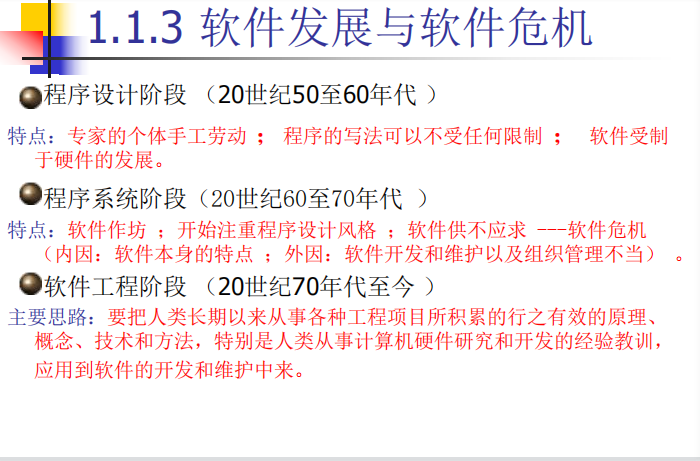 1.1.3 软件发展与软件危机
程序设计阶段 （20世纪50至60年代 ）
特点：专家的个体手工劳动 ； 程序的写法可以不受任何限制 ； 软件受制
于硬件的发展。
程序系统阶段（20世纪60至70年代 ）
特点：软件作坊 ；开始注重程序设计风格 ；软件供不应求 ---软件危机
（内因：软件本身的特点 ；外因：软件开发和维护以及组织管理不当） 。
软件工程阶段 （20世纪70年代至今 ）
主要思路：要把人类长期以来从事各种工程项目所积累的行之有效的原理、
概念、技术和方法，特别是人类从事计算机硬件研究和开发的经验教训，
应用到软件的开发和维护中来。